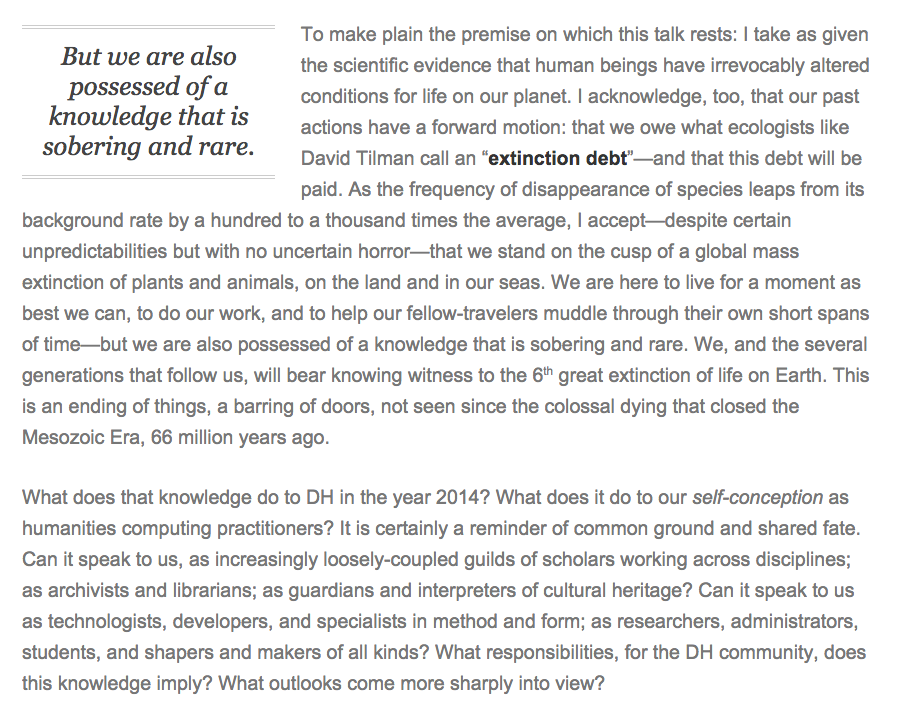 But we are also
possessed of a
knowledge that is
sobering and rare.
To make plain the premise on which this talk rests: I take as given
the scientific evidence that human beings have irrevocably altered
conditions for life on our planet. I acknowledge, too, that our past
actions have a forward motion: that we owe what ecologists like
David Tilman call an “extinction debt”—and that this debt will be
paid. As the frequency of disappearance of species leaps from its
background rate by a hundred to a thousand times the average, I accept—despite certain
unpredictabilities but with no uncertain horror—that we stand on the cusp of a global mass
extinction of plants and animals, on the land and in our seas. We are here to live for a moment as
best we can, to do our work, and to help our fellow-travelers muddle through their own short spans
of time—but we are also possessed of a knowledge that is sobering and rare. We, and the several
generations that follow us, will bear knowing witness to the 6th great extinction of life on Earth. This
is an ending of things, a barring of doors, not seen since the colossal dying that closed the
Mesozoic Era, 66 million years ago.
What does that knowledge do to DH in the year 2014? What does it do to our self-conception as
humanities computing practitioners? It is certainly a reminder of common ground and shared fate.
Can it speak to us, as increasingly loosely-coupled guilds of scholars working across disciplines;
as archivists and librarians; as guardians and interpreters of cultural heritage? Can it speak to us
as technologists, developers, and specialists in method and form; as researchers, administrators,
students, and shapers and makers of all kinds? What responsibilities, for the DH community, does
this knowledge imply? What outlooks come more sharply into view?